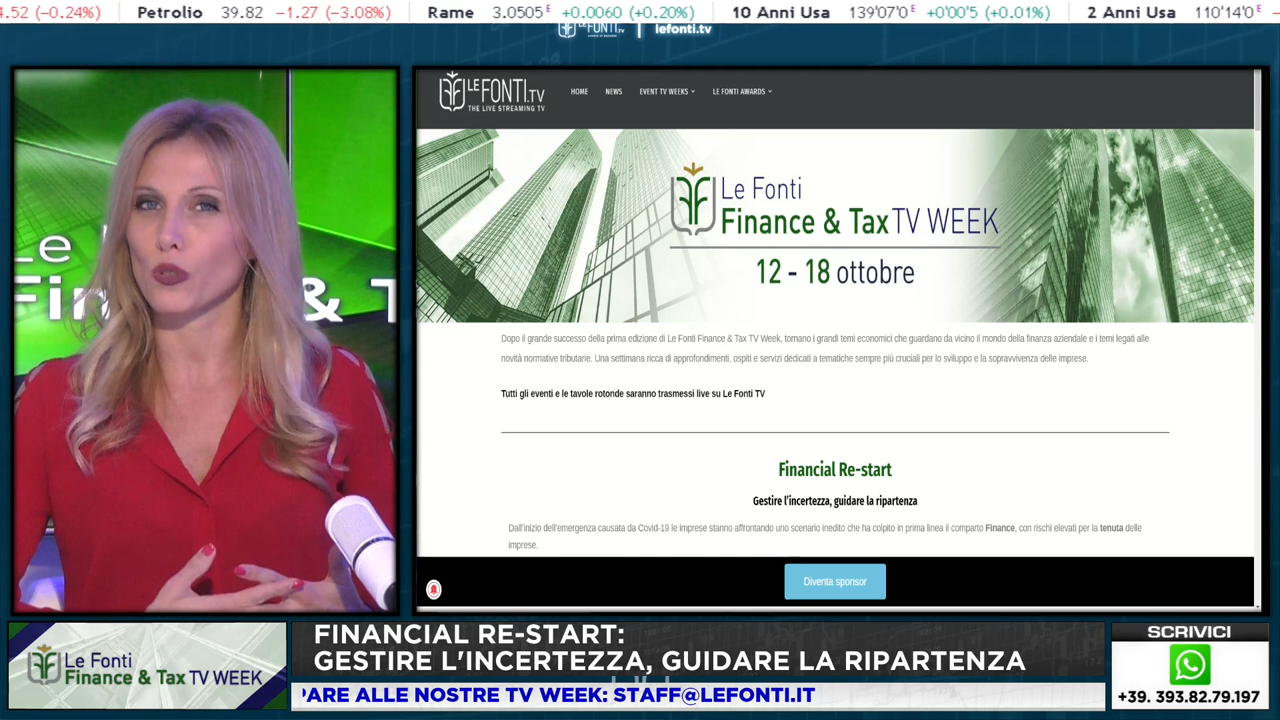 4.52 (−0.24%) Petrolio 39.82 −1.27 (−3.08%) Rame 3.0505 E +0.0060 (+0.20%) 10 Anni Usa 139'07'0 E +0'00'5 (+0.01%) 2 Anni Usa 110'14'0 E
LE FONTI TV | lefonti.tv
LE FONTI.TV
THE LIVE STREAMING TV
HOME NEWS EVENT TV WEEKS LE FONTI AWARDS
Le Fonti
Finance & Tax TV WEEK
12 - 18 ottobre
Le
Fin & T
Dopo il grande successo della prima edizione di Le Fonti Finance & Tax TV Week, tornano i grandi temi economici che guardano da vicino il mondo della finanza aziendale e i temi legati alle
novità normative tributarie. Una settimana ricca di approfondimenti, ospiti e servizi dedicati a tematiche sempre più cruciali per lo sviluppo e la sopravvivenza delle imprese.
Tutti gli eventi e le tavole rotonde saranno trasmessi live su Le Fonti TV
Financial Re-start
Gestire l'incertezza, guidare la ripartenza
Dall'inizio dell'emergenza causata da Covid-19 le imprese stanno affrontando uno scenario inedito che ha colpito in prima linea il comparto Finance, con rischi elevati per la tenuta delle
imprese.
Diventa sponsor
Le Fonti
Finance & Tax TV WEEK
FINANCIAL RE-START:
GESTIRE L'INCERTEZZA, GUIDARE LA RIPARTENZA
PARE ALLE NOSTRE TV WEEK: STAFF@LEFONTI.IT
SCRIVICI
+39. 393.82.79.197